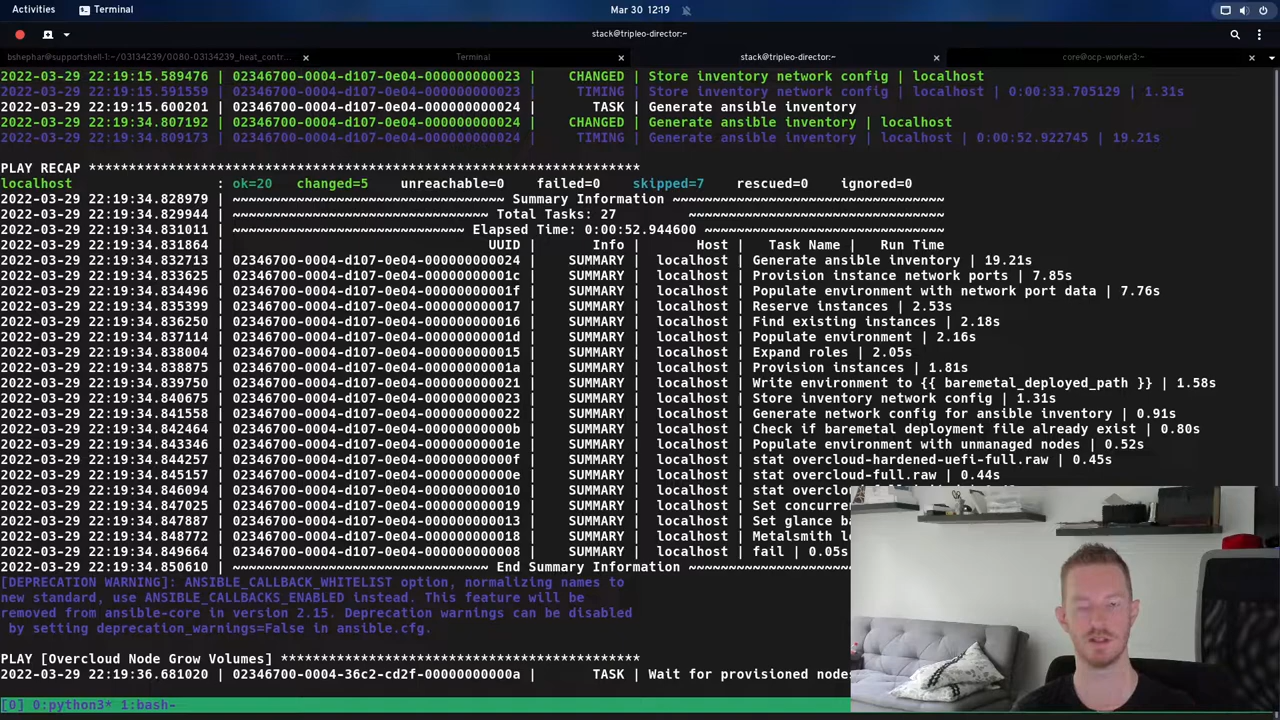 Activities Terminal Mar 30 12:19
stack@tripleo-director:~
bshephar@supportshell-1:~/03134239/0080-03134239_heat_contr... Terminal stack@tripleo-director:~ core@ocp-worker3:~
2022-03-29 22:19:15.589476 | 02346700-0004-d107-0e04-000000000023 | CHANGED | Store inventory network config | localhost
2022-03-29 22:19:15.591559 | 02346700-0004-d107-0e04-000000000023 | TIMING | Store inventory network config | localhost | 0:00:33.705129 | 1.31s
2022-03-29 22:19:15.600201 | 02346700-0004-d107-0e04-000000000024 | TASK | Generate ansible inventory
2022-03-29 22:19:34.807192 | 02346700-0004-d107-0e04-000000000024 | CHANGED | Generate ansible inventory | localhost
2022-03-29 22:19:34.809173 | 02346700-0004-d107-0e04-000000000024 | TIMING | Generate ansible inventory | localhost | 0:00:52.922745 | 19.21s
PLAY RECAP *********************************************************************
localhost : ok=20 changed=5 unreachable=0 failed=0 skipped=7 rescued=0 ignored=0
2022-03-29 22:19:34.828979 | ~~~~~~~~~~~~~~~~~~~~~~~~~~~~~~~~~~ Summary Information ~~~~~~~~~~~~~~~~~~~~~~~~~~~~~~~~~~
2022-03-29 22:19:34.829944 | ~~~~~~~~~~~~~~~~~~~~~~~~~~~~~~~~ Total Tasks: 27 ~~~~~~~~~~~~~~~~~~~~~~~~~~~~~~~~
2022-03-29 22:19:34.831011 | ~~~~~~~~~~~~~~~~~~~~~~~~~~~~~ Elapsed Time: 0:00:52.944600 ~~~~~~~~~~~~~~~~~~~~~~~~~~~~~~~~
2022-03-29 22:19:34.831864 | UUID | Info | Host | Task Name | Run Time
2022-03-29 22:19:34.832713 | 02346700-0004-d107-0e04-000000000024 | SUMMARY | localhost | Generate ansible inventory | 19.21s
2022-03-29 22:19:34.833625 | 02346700-0004-d107-0e04-00000000001c | SUMMARY | localhost | Provision instance network ports | 7.85s
2022-03-29 22:19:34.834496 | 02346700-0004-d107-0e04-00000000001f | SUMMARY | localhost | Populate environment with network port data | 7.76s
2022-03-29 22:19:34.835399 | 02346700-0004-d107-0e04-000000000017 | SUMMARY | localhost | Reserve instances | 2.53s
2022-03-29 22:19:34.836250 | 02346700-0004-d107-0e04-000000000016 | SUMMARY | localhost | Find existing instances | 2.18s
2022-03-29 22:19:34.837114 | 02346700-0004-d107-0e04-00000000001d | SUMMARY | localhost | Populate environment | 2.16s
2022-03-29 22:19:34.838004 | 02346700-0004-d107-0e04-000000000015 | SUMMARY | localhost | Expand roles | 2.05s
2022-03-29 22:19:34.838875 | 02346700-0004-d107-0e04-00000000001a | SUMMARY | localhost | Provision instances | 1.81s
2022-03-29 22:19:34.839750 | 02346700-0004-d107-0e04-000000000021 | SUMMARY | localhost | Write environment to {{ baremetal_deployed_path }} | 1.58s
2022-03-29 22:19:34.840675 | 02346700-0004-d107-0e04-000000000023 | SUMMARY | localhost | Store inventory network config | 1.31s
2022-03-29 22:19:34.841558 | 02346700-0004-d107-0e04-000000000022 | SUMMARY | localhost | Generate network config for ansible inventory | 0.91s
2022-03-29 22:19:34.842464 | 02346700-0004-d107-0e04-00000000000b | SUMMARY | localhost | Check if baremetal deployment file already exist | 0.80s
2022-03-29 22:19:34.843346 | 02346700-0004-d107-0e04-00000000001e | SUMMARY | localhost | Populate environment with unmanaged nodes | 0.52s
2022-03-29 22:19:34.844257 | 02346700-0004-d107-0e04-00000000000f | SUMMARY | localhost | stat overcloud-hardened-uefi-full.raw | 0.45s
2022-03-29 22:19:34.845157 | 02346700-0004-d107-0e04-00000000000e | SUMMARY | localhost | stat overcloud-full.raw | 0.44s
2022-03-29 22:19:34.846094 | 02346700-0004-d107-0e04-000000000010 | SUMMARY | localhost | stat overcloud
2022-03-29 22:19:34.847025 | 02346700-0004-d107-0e04-000000000019 | SUMMARY | localhost | Set concurren
2022-03-29 22:19:34.847887 | 02346700-0004-d107-0e04-000000000013 | SUMMARY | localhost | Set glance ba
2022-03-29 22:19:34.848772 | 02346700-0004-d107-0e04-000000000018 | SUMMARY | localhost | Metalsmith l
2022-03-29 22:19:34.849664 | 02346700-0004-d107-0e04-000000000008 | SUMMARY | localhost | fail | 0.05s
2022-03-29 22:19:34.850610 | ~~~~~~~~~~~~~~~~~~~~~~~~~~~~~~~~ End Summary Information ~~~~~~~~~~~~~~~~~~~~~
[DEPRECATION WARNING]: ANSIBLE_CALLBACK_WHITELIST option, normalizing names to
new standard, use ANSIBLE_CALLBACKS_ENABLED instead. This feature will be
removed from ansible-core in version 2.15. Deprecation warnings can be disabled
by setting deprecation_warnings=False in ansible.cfg.
PLAY [Overcloud Node Grow Volumes] *********************************************
2022-03-29 22:19:36.681020 | 02346700-0004-36c2-cd2f-00000000000a | TASK | Wait for provisioned nodes
[0] 0:python3* 1:bash-